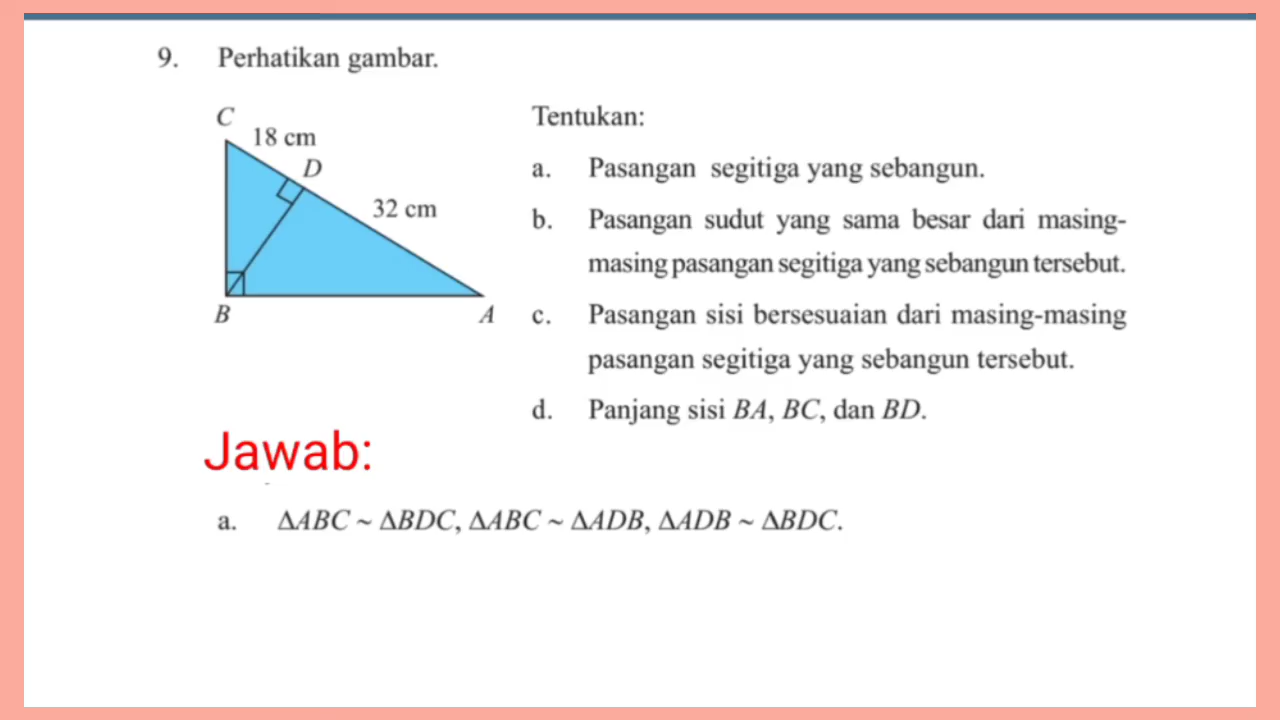 9. Perhatikan gambar.
C
18 cm
D
32 cm
B
A
Tentukan:
a. Pasangan segitiga yang sebangun.
b. Pasangan sudut yang sama besar dari masing-
masing pasangan segitiga yang sebangun tersebut.
c. Pasangan sisi bersesuaian dari masing-masing
pasangan segitiga yang sebangun tersebut.
d. Panjang sisi BA, BC, dan BD.
Jawab:
a. ΔABC ~ ΔBDC, ΔABC ~ ΔADB, ΔADB ~ ΔBDC.